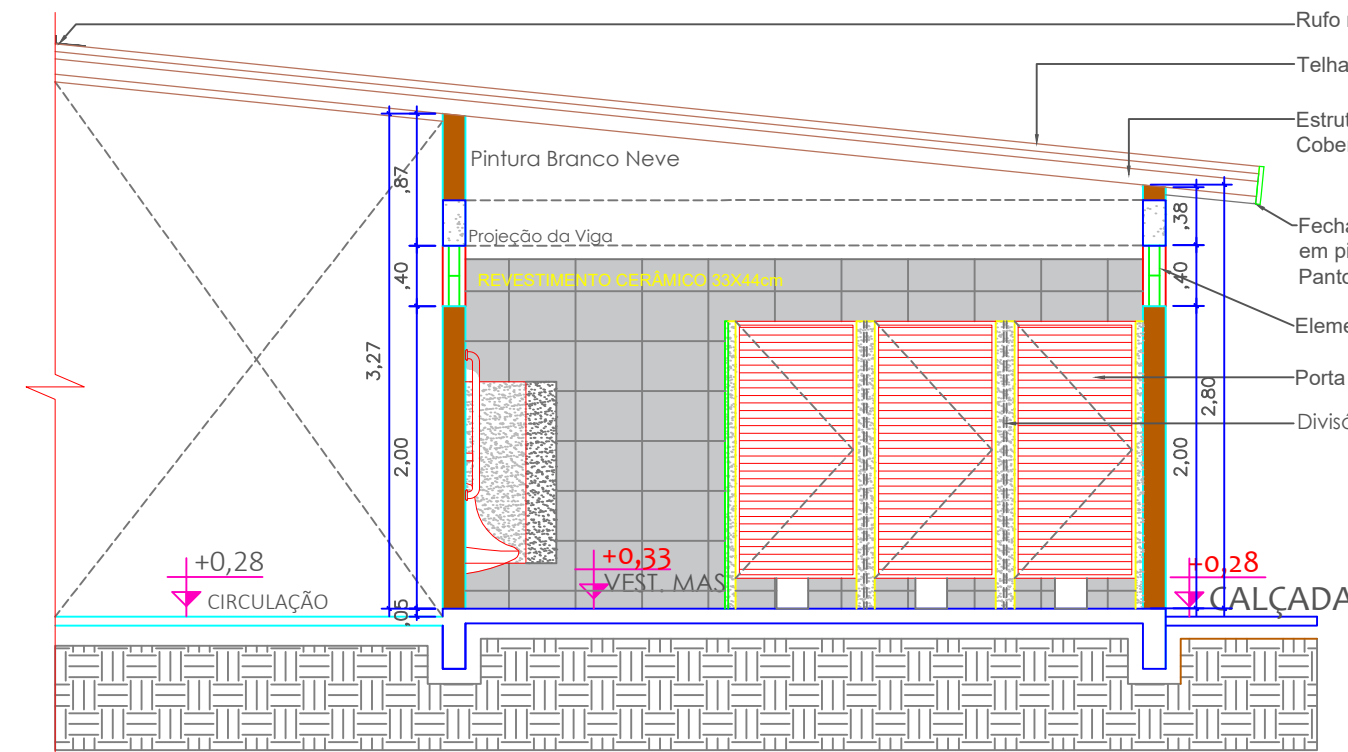 Rufo
Telha
Estrut
Cober
Pintura Branco Neve
,87
,38
Fecha
em pi
Panto
Projeção da Viga
REVESTIMENTO CERÂMICO 33X44cm
,40
,40
Eleme
3,27
Porta
2,80
Divisó
2,00
2,00
+0,28
CIRCULAÇÃO
+0,33
VEST. MAS
+0,28
CALÇADA
,05